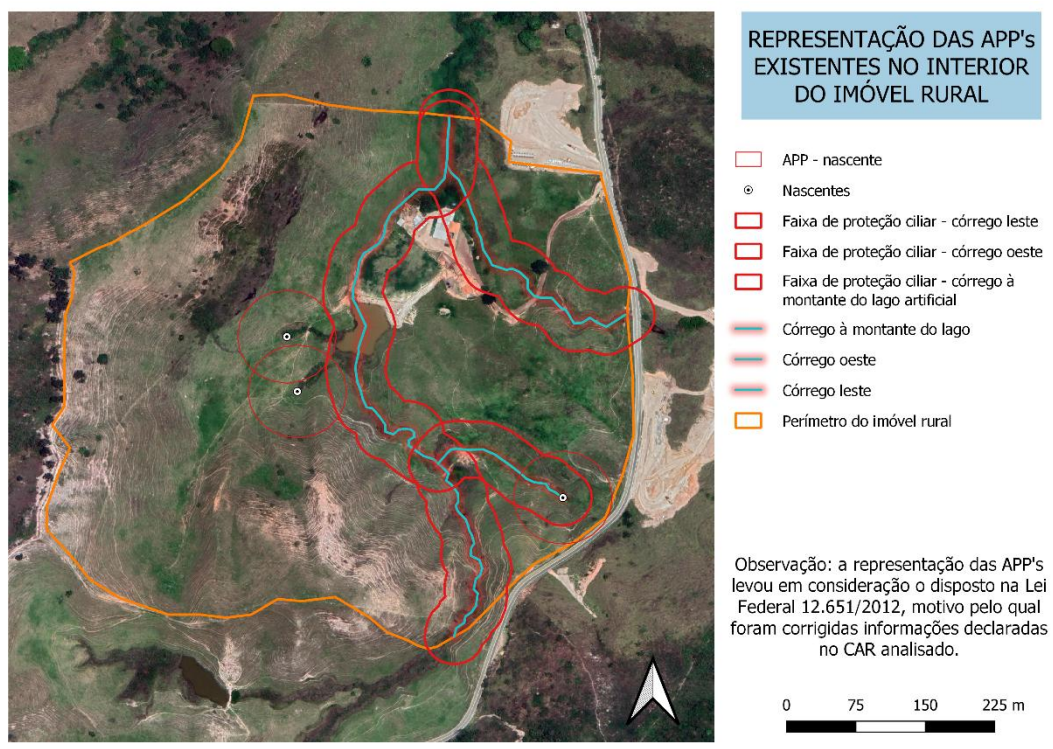 REPRESENTAÇÃO DAS APP's
EXISTENTES NO INTERIOR
DO IMÓVEL RURAL
APP - nascente
Nascentes
Faixa de proteção ciliar - córrego leste
Faixa de proteção ciliar - córrego oeste
Faixa de proteção ciliar - córrego à
montante do lago artificial
Córrego à montante do lago
Córrego oeste
Córrego leste
Perímetro do imóvel rural
Observação: a representação das APP's
levou em consideração o disposto na Lei
Federal 12.651/2012, motivo pelo qual
foram corrigidas informações declaradas
no CAR analisado.
0 75 150 225 m